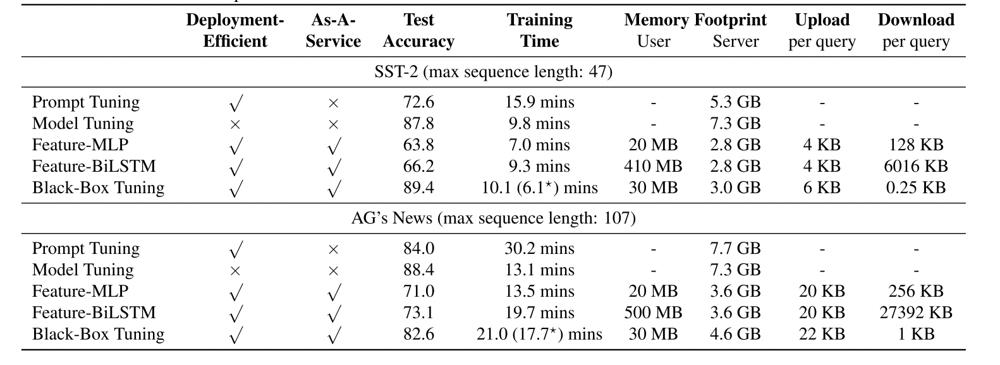 Deployment-Efficient As-A-Service Test Accuracy Training Time Memory Footprint User Server Upload per query Download per query
SST-2 (max sequence length: 47)
Prompt Tuning √ × 72.6 15.9 mins - 5.3 GB - -
Model Tuning × × 87.8 9.8 mins - 7.3 GB - -
Feature-MLP √ √ 63.8 7.0 mins 20 MB 2.8 GB 4 KB 128 KB
Feature-BiLSTM √ √ 66.2 9.3 mins 410 MB 2.8 GB 4 KB 6016 KB
Black-Box Tuning √ √ 89.4 10.1 (6.1⋆) mins 30 MB 3.0 GB 6 KB 0.25 KB
AG's News (max sequence length: 107)
Prompt Tuning √ × 84.0 30.2 mins - 7.7 GB - -
Model Tuning × × 88.4 13.1 mins - 7.3 GB - -
Feature-MLP √ √ 71.0 13.5 mins 20 MB 3.6 GB 20 KB 256 KB
Feature-BiLSTM √ √ 73.1 19.7 mins 500 MB 3.6 GB 20 KB 27392 KB
Black-Box Tuning √ √ 82.6 21.0 (17.7⋆) mins 30 MB 4.6 GB 22 KB 1 KB